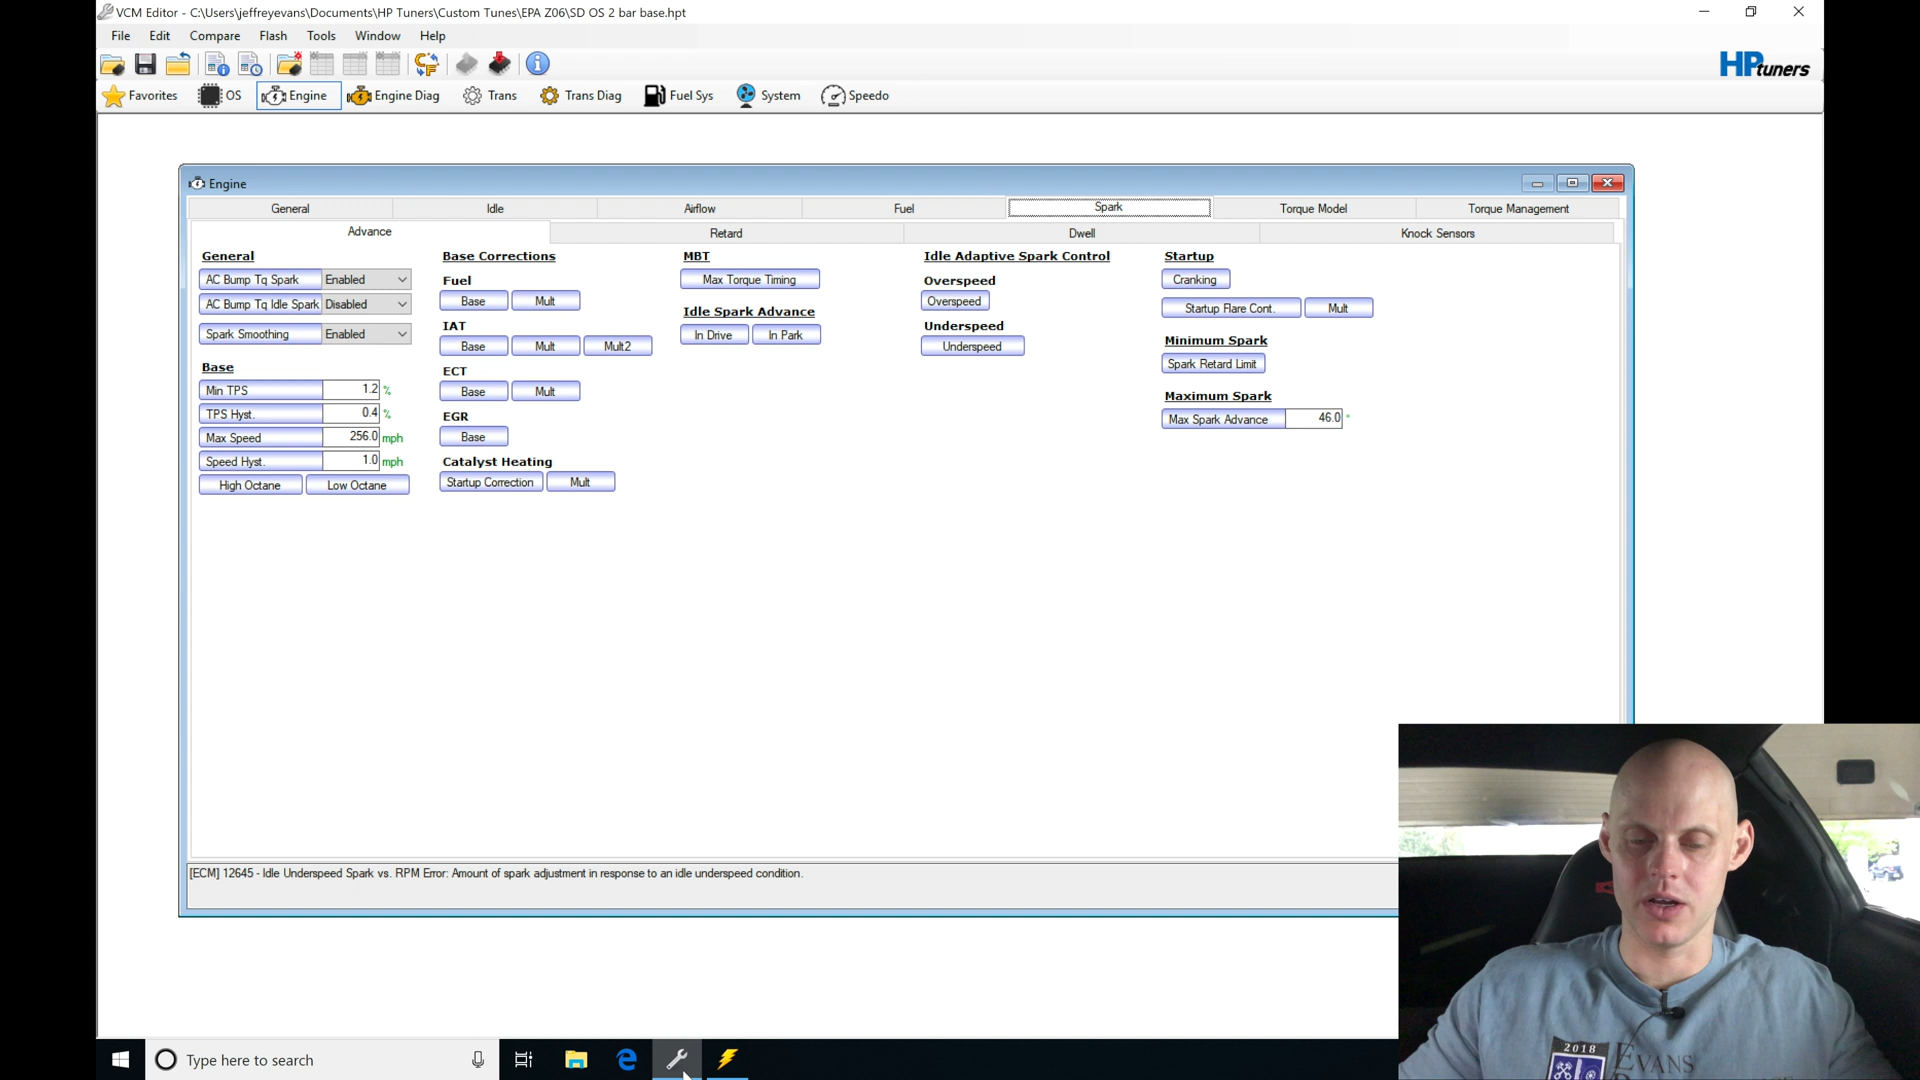 VCM Editor - C:\Users\jeffreyevans\Documents\HP Tuners\Custom Tunes\EPA Z06\SD OS 2 bar base.hpt
File Edit Compare Flash Tools Window Help
HPtuners
Favorites OS Engine Engine Diag Trans Trans Diag Fuel Sys System Speedo
Engine
General Idle Airflow Fuel Spark Torque Model Torque Management
Advance Retard Dwell Knock Sensors
General
AC Bump Tq Spark Enabled
AC Bump Tq Idle Spark Disabled
Spark Smoothing Enabled
Base
Min TPS 1.2 %
TPS Hyst. 0.4 %
Max Speed 256.0 mph
Speed Hyst. 1.0 mph
High Octane Low Octane
Base Corrections
Fuel
Base Mult
IAT
Base Mult Mult2
ECT
Base Mult
EGR
Base
Catalyst Heating
Startup Correction Mult
MBT
Max Torque Timing
Idle Spark Advance
In Drive In Park
Idle Adaptive Spark Control
Overspeed
Overspeed
Underspeed
Underspeed
Startup
Cranking
Startup Flare Cont. Mult
Minimum Spark
Spark Retard Limit
Maximum Spark
Max Spark Advance 46.0 °
[ECM] 12645 - Idle Underspeed Spark vs. RPM Error: Amount of spark adjustment in response to an idle underspeed condition.
Type here to search
2018
EVANS